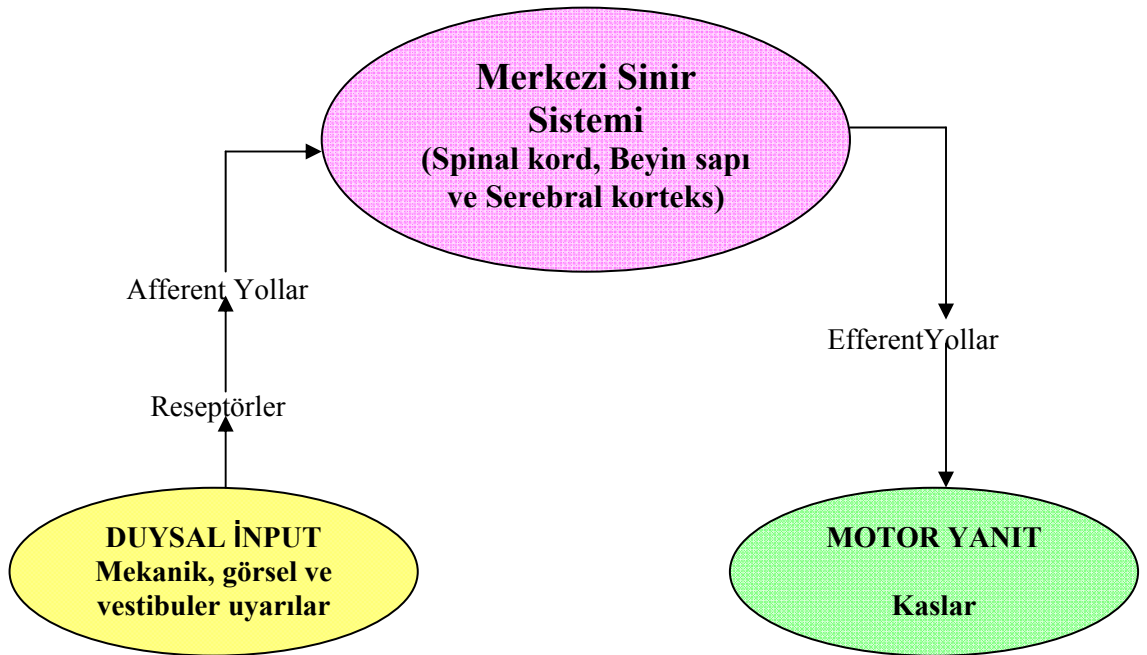 Merkezi Sinir
Sistemi
(Spinal kord, Beyin sapı
ve Serebral korteks)
Afferent Yollar
EfferentYollar
Reseptörler
DUYSAL İNPUT
Mekanik, görsel ve
vestibuler uyarılar
MOTOR YANIT
Kaslar